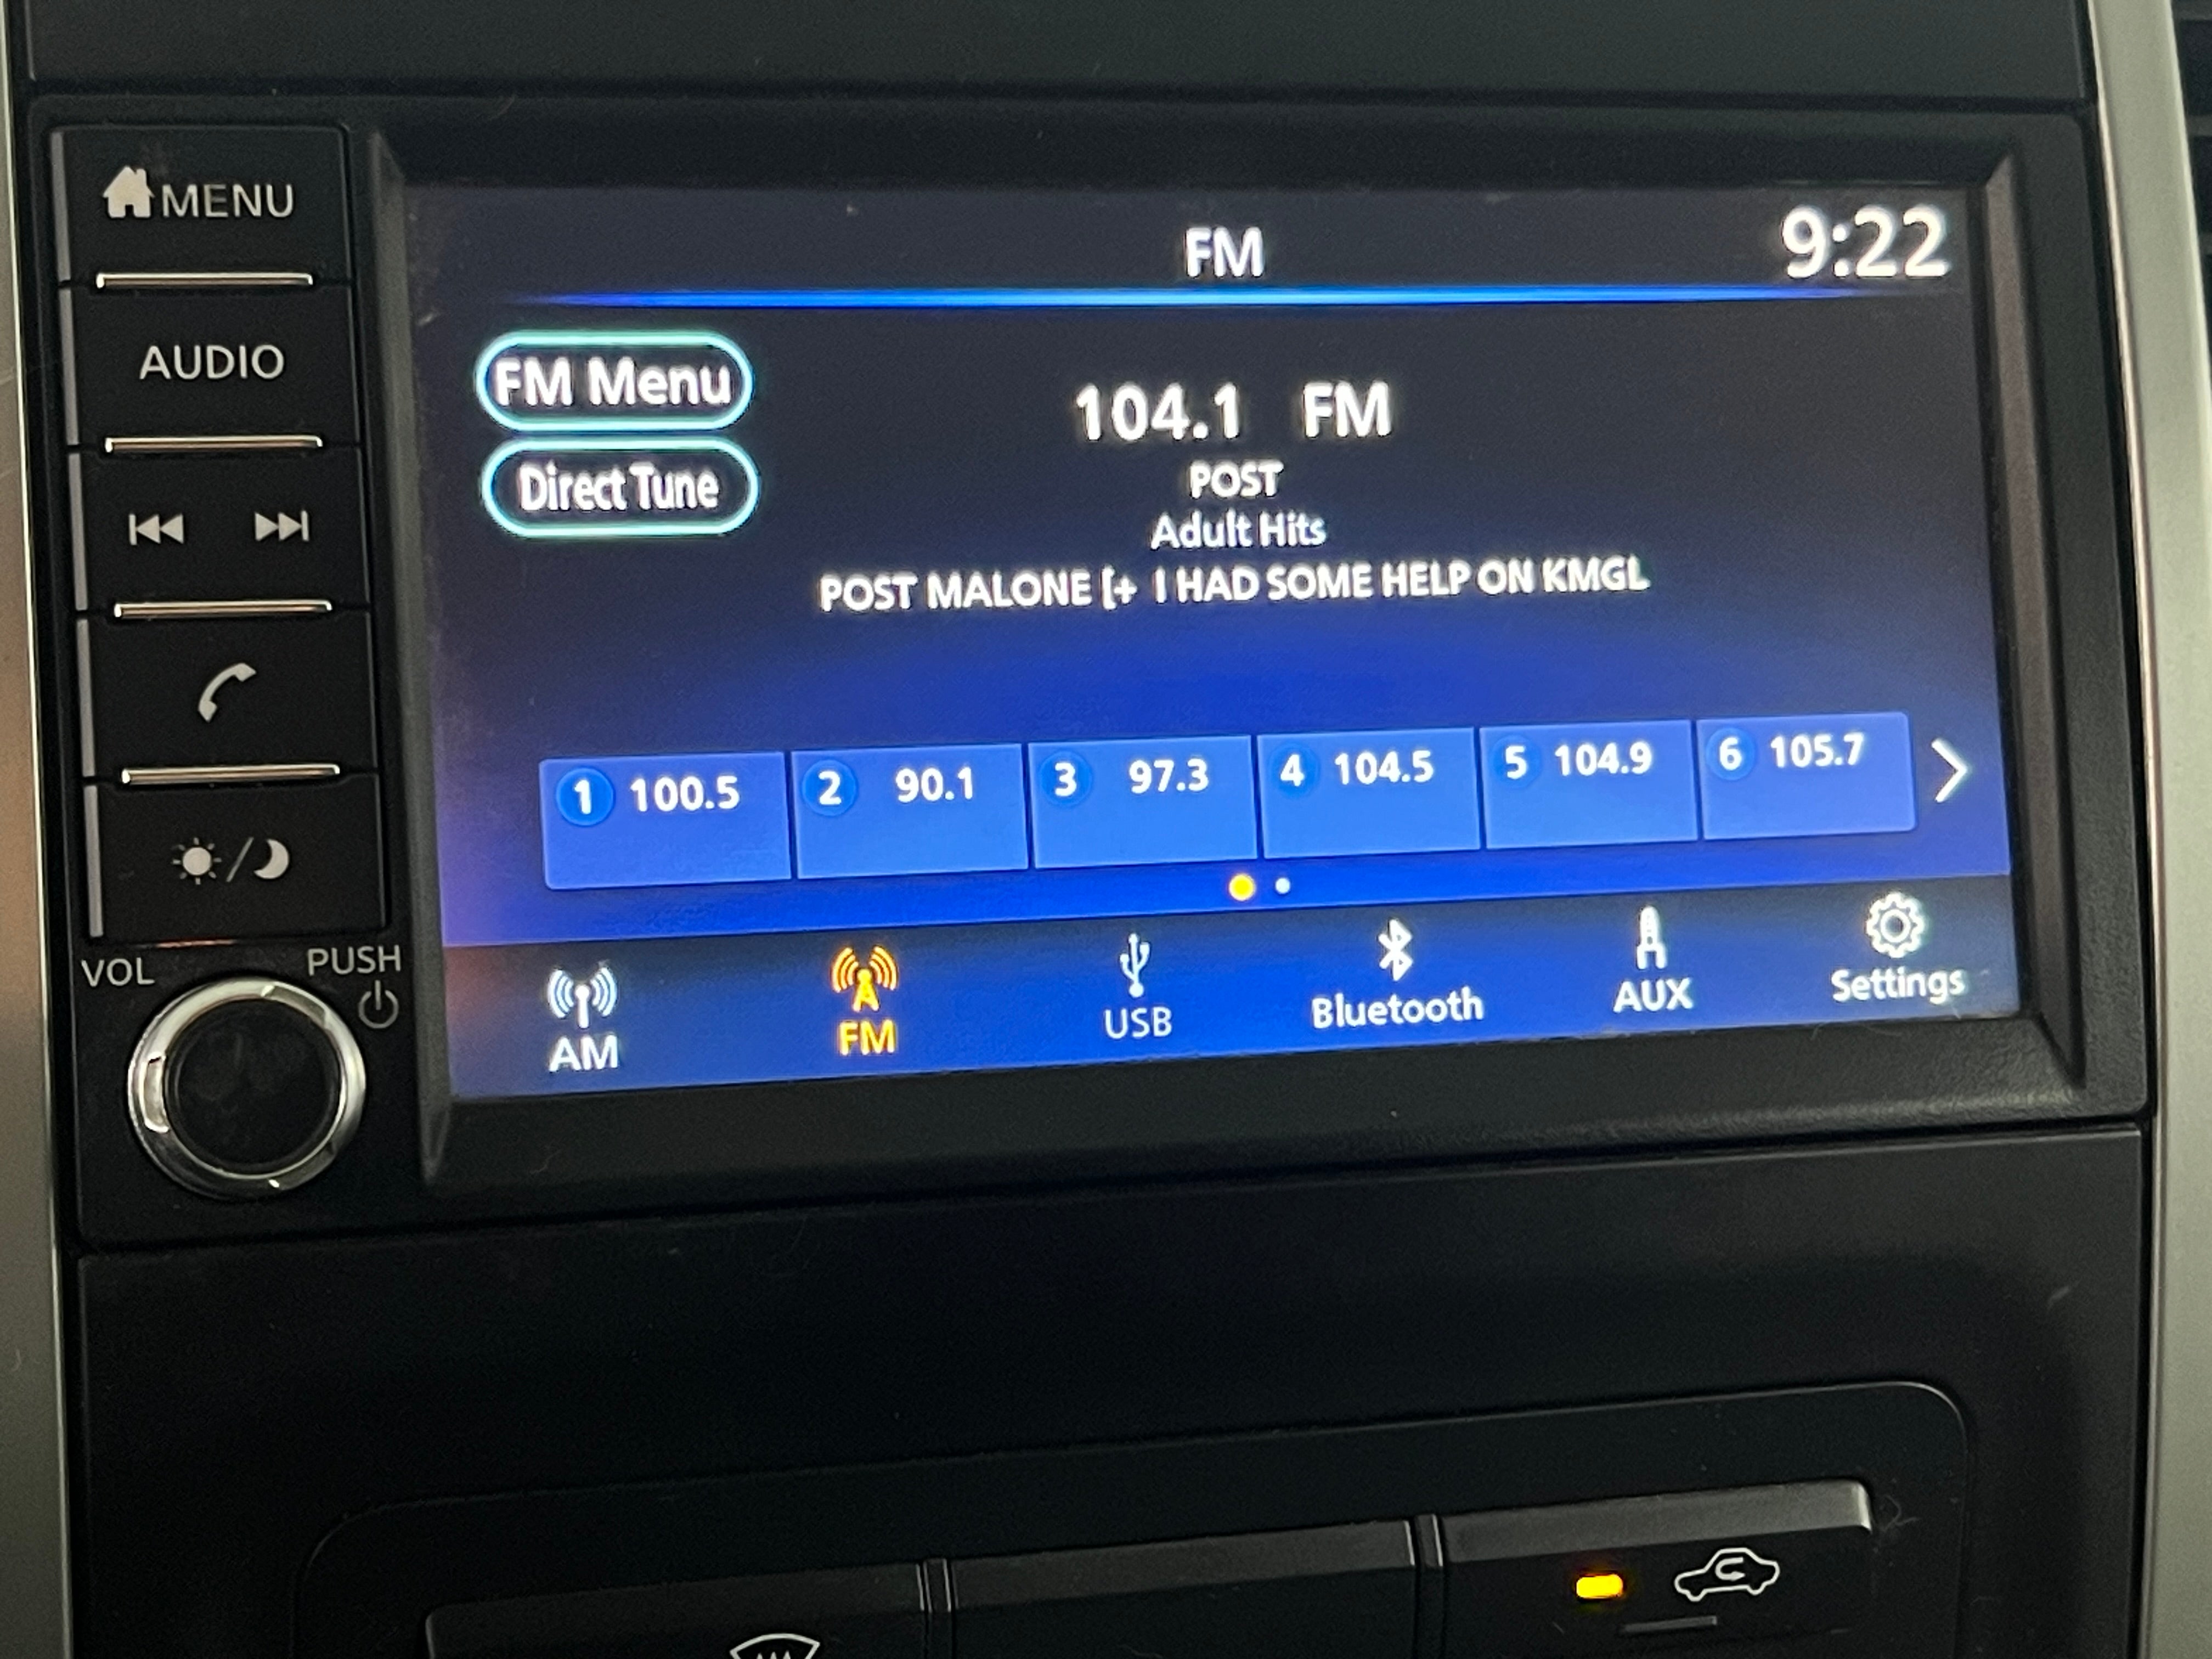 MENU
AUDIO
VOL
PUSH
FM
9:22
FM Menu
Direct Tune
104.1 FM
POST
Adult Hits
POST MALONE [+ I HAD SOME HELP ON KMGL
1 100.5
2 90.1
3 97.3
4 104.5
5 104.9
6 105.7
AM
FM
USB
Bluetooth
AUX
Settings